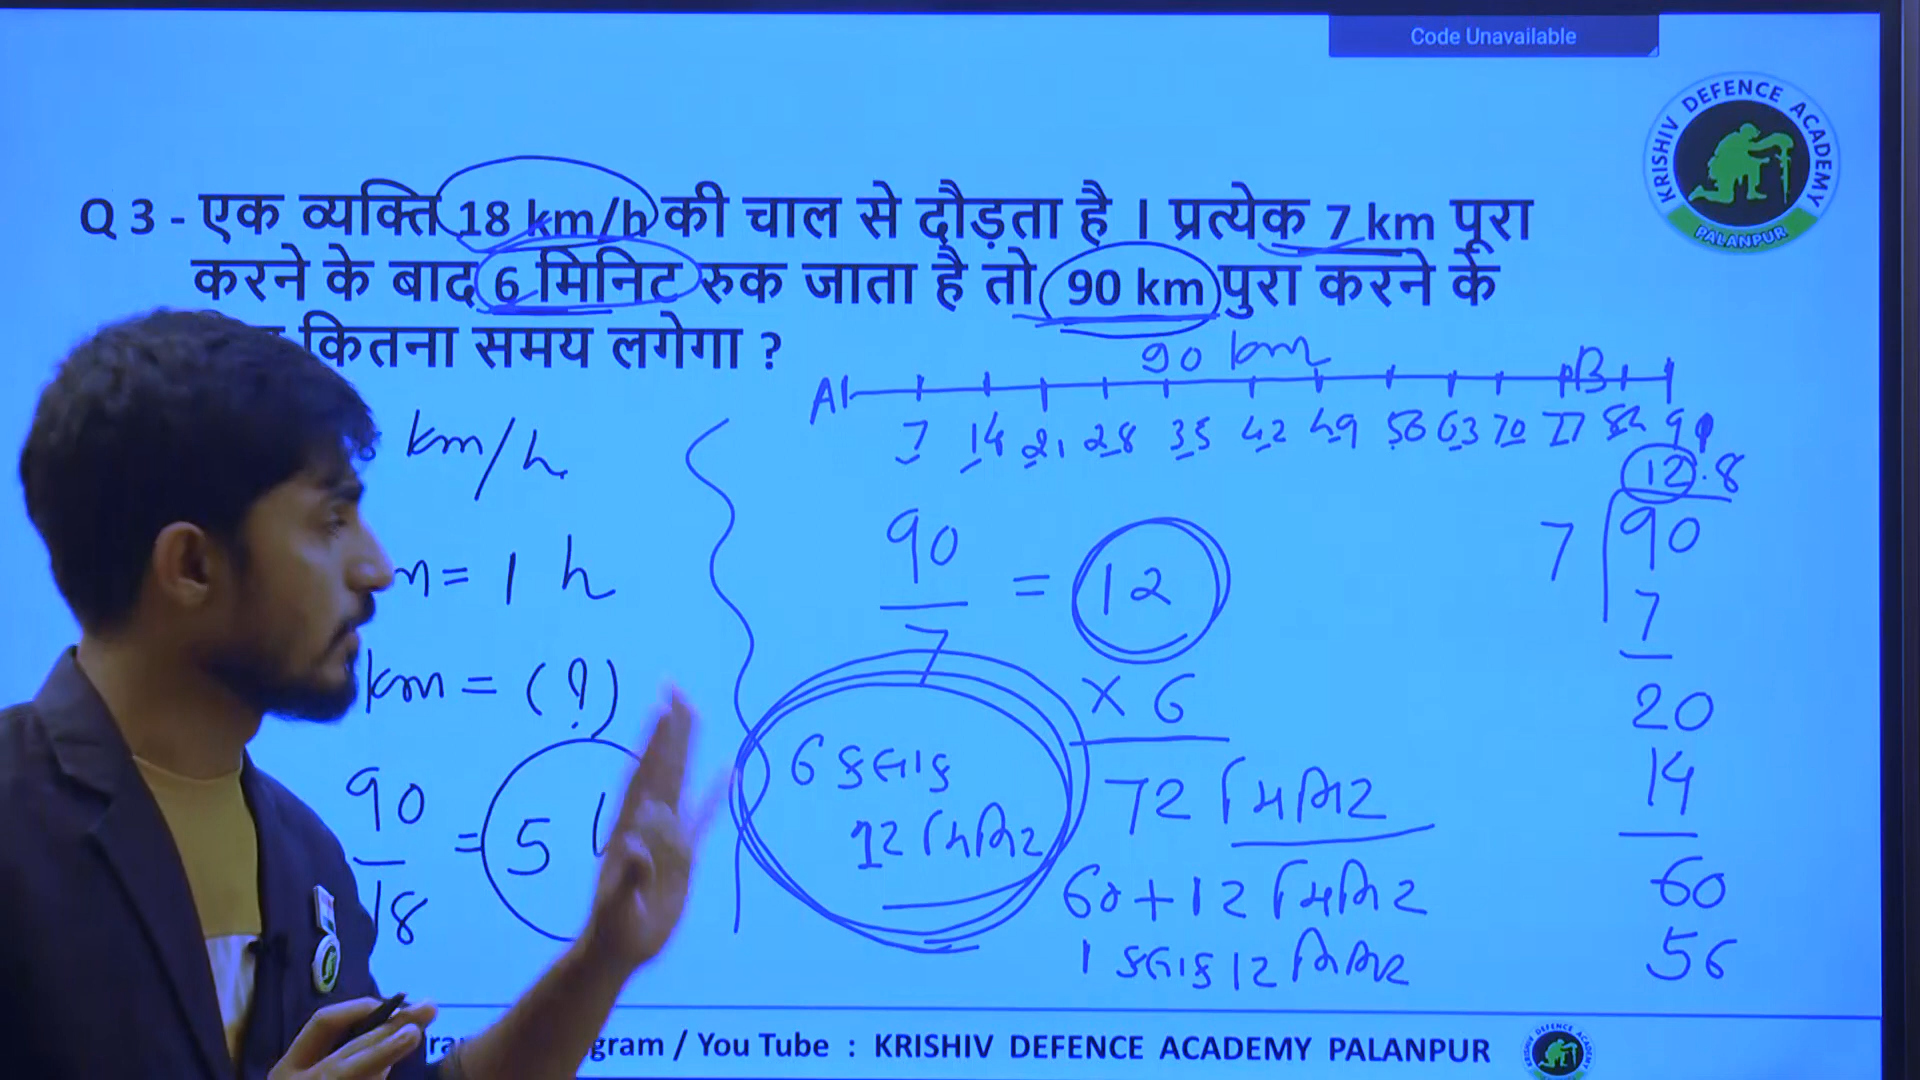 Code Unavailable
KRISHIV DEFENCE ACADEMY
PALANPUR
Q 3 - एक व्यक्ति 18 km/h की चाल से दौड़ता है । प्रत्येक 7 km पूरा
करने के बाद 6 मिनिट रुक जाता है तो 90 km पुरा करने के
कितना समय लगेगा ?
90 km
A B
7 14 21 28 35 42 49 56 63 70 77 84 9
km/h
= 1 h
km = (?)
90/18 = 5
90/7 = 12
× 6
72 મિનિટ
60 + 12 મિનિટ
1 કલાક 12 મિનિટ
6 કલાક
12 મિનિટ
12.8
7 90
7
20
14
60
56
gram / You Tube : KRISHIV DEFENCE ACADEMY PALANPUR